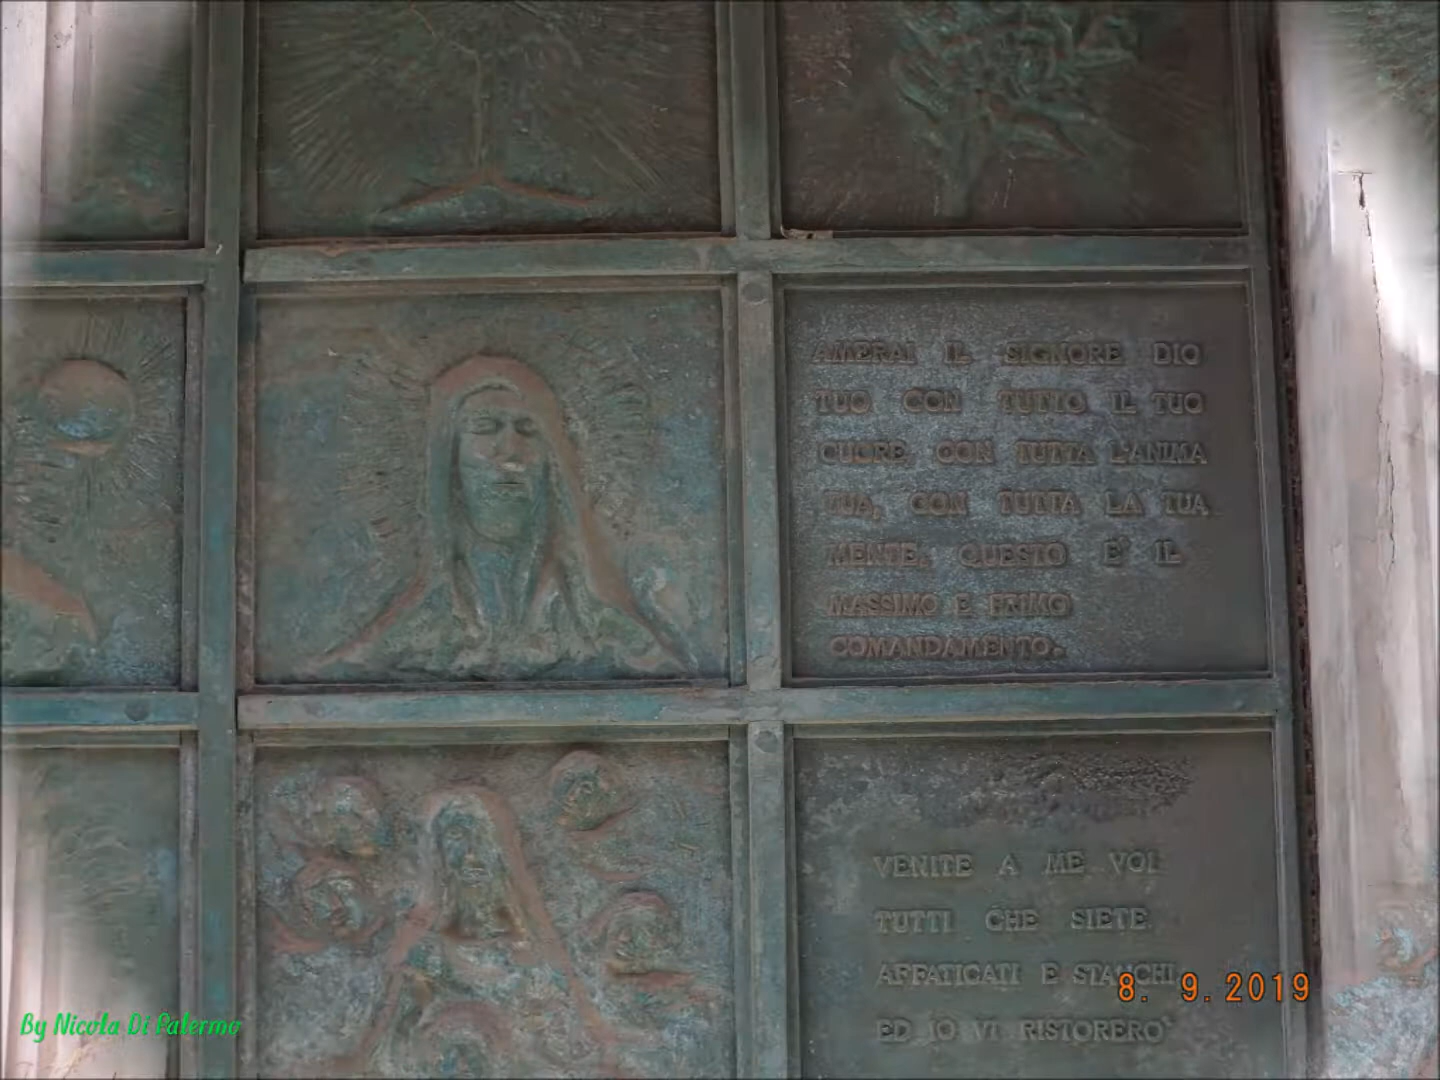 AMERAI IL SIGNORE DIO
TUO CON TUTTO IL TUO
CUORE, CON TUTTA L'ANIMA
TUA, CON TUTTA LA TUA
MENTE, QUESTO E' IL
MASSIMO E PRIMO
COMANDAMENTO.
VENITE A ME VOI
TUTTI CHE SIETE
AFFATICATI E STANCHI
ED IO VI RISTORERO'
8. 9.2019
By Nicola Di Palermo